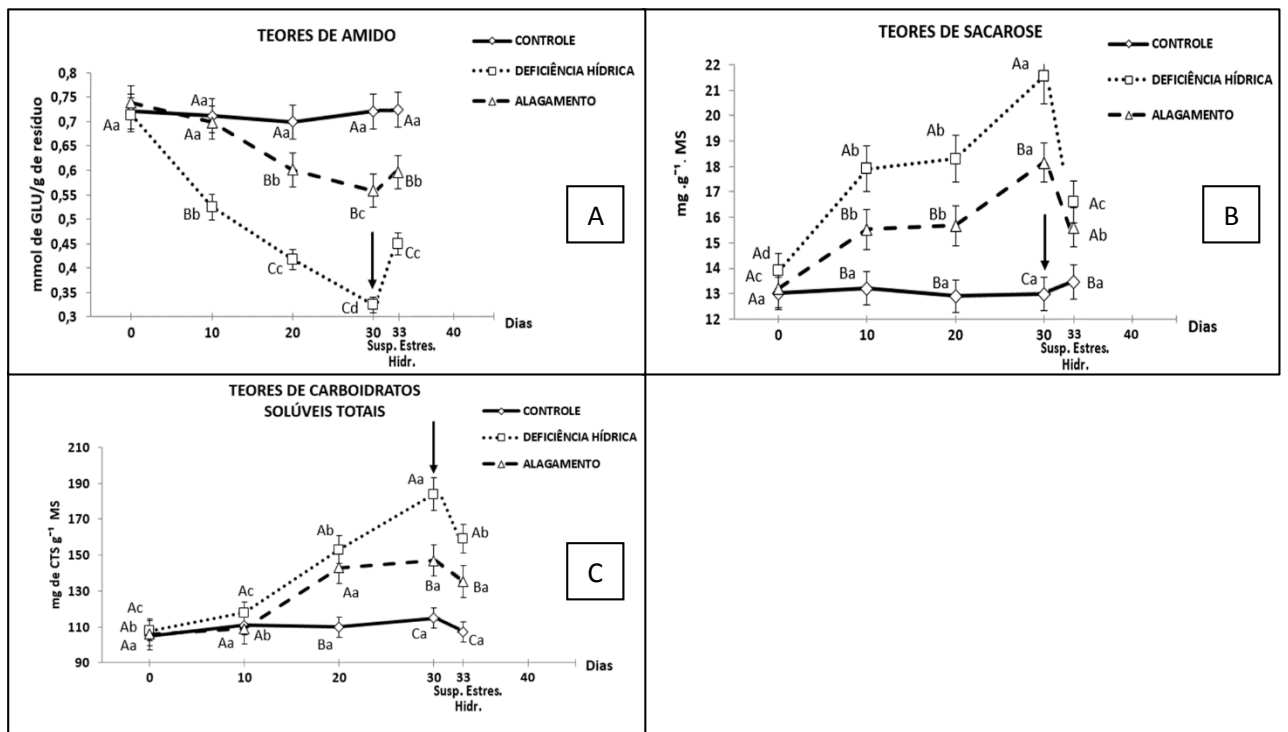 TEORES DE AMIDO
CONTROLE
DEFICIÊNCIA HÍDRICA
ALAGAMENTO
mmol de GLU/g de resíduo
0,8
0,75
0,7
0,65
0,6
0,55
0,5
0,45
0,4
0,35
0,3
Aa
Aa
Aa
Aa
Aa
Aa
Bb
Bb
Bc
Bb
Cc
Cc
Cd
A
0 10 20 30 33 40 Dias
Susp. Estres.
Hidr.
TEORES DE SACAROSE
CONTROLE
DEFICIÊNCIA HÍDRICA
ALAGAMENTO
mg .g⁻¹. MS
22
21
20
19
18
17
16
15
14
13
12
Aa
Ab
Ab
Ba
Bb
Bb
Ac
Ab
Ad
Ac
Aa
Ba
Ba
Ca
Ba
B
0 10 20 30 33 40 Dias
Susp. Estres.
Hidr.
TEORES DE CARBOIDRATOS
SOLÚVEIS TOTAIS
CONTROLE
DEFICIÊNCIA HÍDRICA
ALAGAMENTO
mg de CTS g⁻¹ MS
210
190
170
150
130
110
90
Aa
Ab
Ab
Ac
Ac
Ab
Aa
Aa
Ab
Aa
Ba
Ba
Ba
Ca
Ca
C
0 10 20 30 33 40 Dias
Susp. Estres.
Hidr.